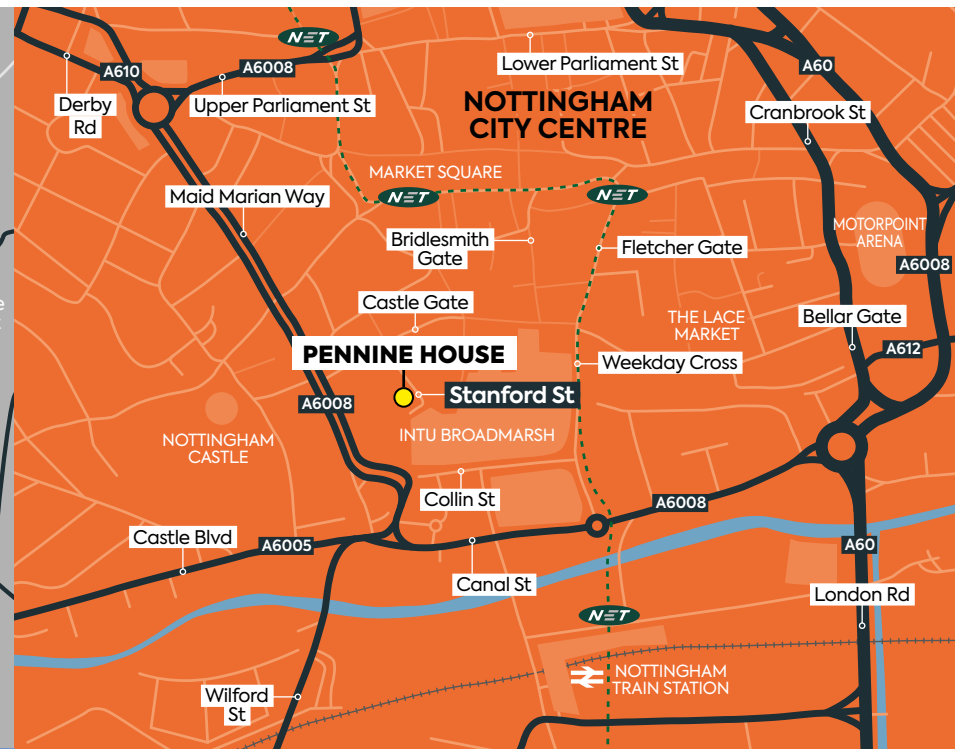 NET
Lower Parliament St
A610
A6008
A60
Derby
Rd
Upper Parliament St
NOTTINGHAM
CITY CENTRE
Cranbrook St
MARKET SQUARE
Maid Marian Way
NET
NET
Bridlesmith
Gate
Fletcher Gate
MOTORPOINT
ARENA
A6008
Castle Gate
THE LACE
MARKET
Bellar Gate
A612
PENNINE HOUSE
Weekday Cross
Stanford St
A6008
NOTTINGHAM
CASTLE
INTU BROADMARSH
Collin St
A6008
Castle Blvd
A6005
A60
Canal St
London Rd
NET
NOTTINGHAM
TRAIN STATION
Wilford
St